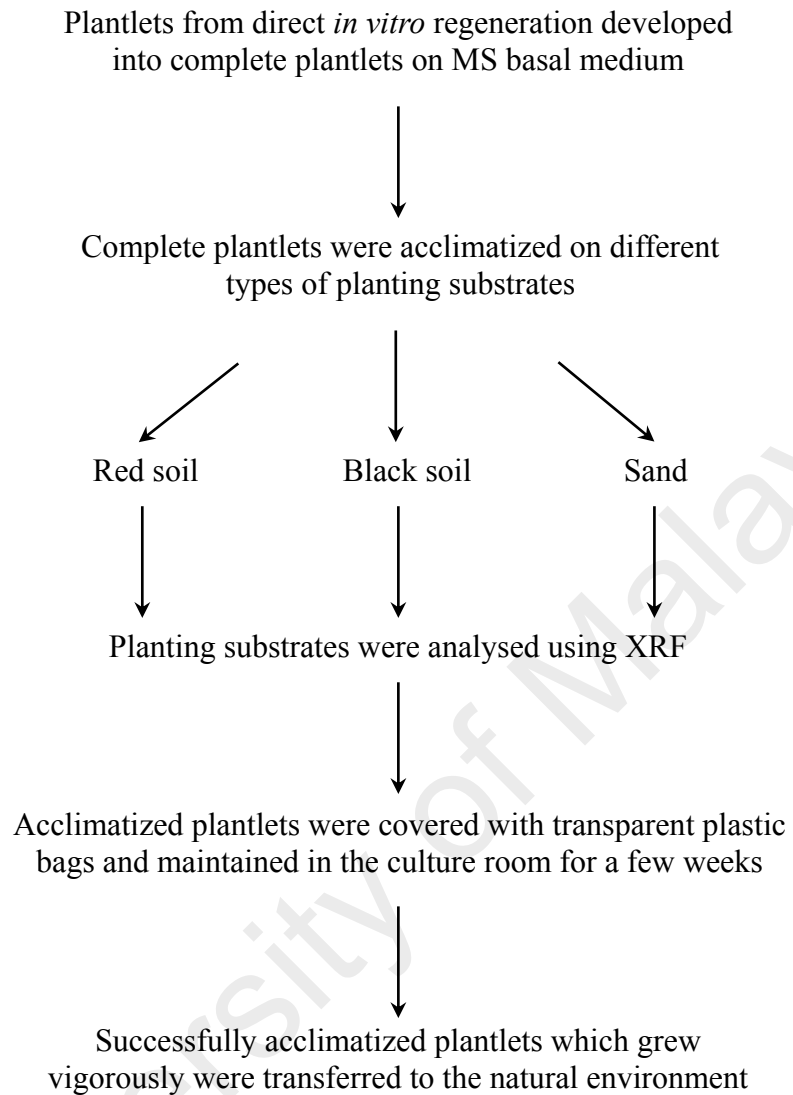 Plantlets from direct in vitro regeneration developed
into complete plantlets on MS basal medium
Complete plantlets were acclimatized on different
types of planting substrates
Red soil Black soil Sand
Planting substrates were analysed using XRF
Acclimatized plantlets were covered with transparent plastic
bags and maintained in the culture room for a few weeks
Successfully acclimatized plantlets which grew
vigorously were transferred to the natural environment
ersity of Malay